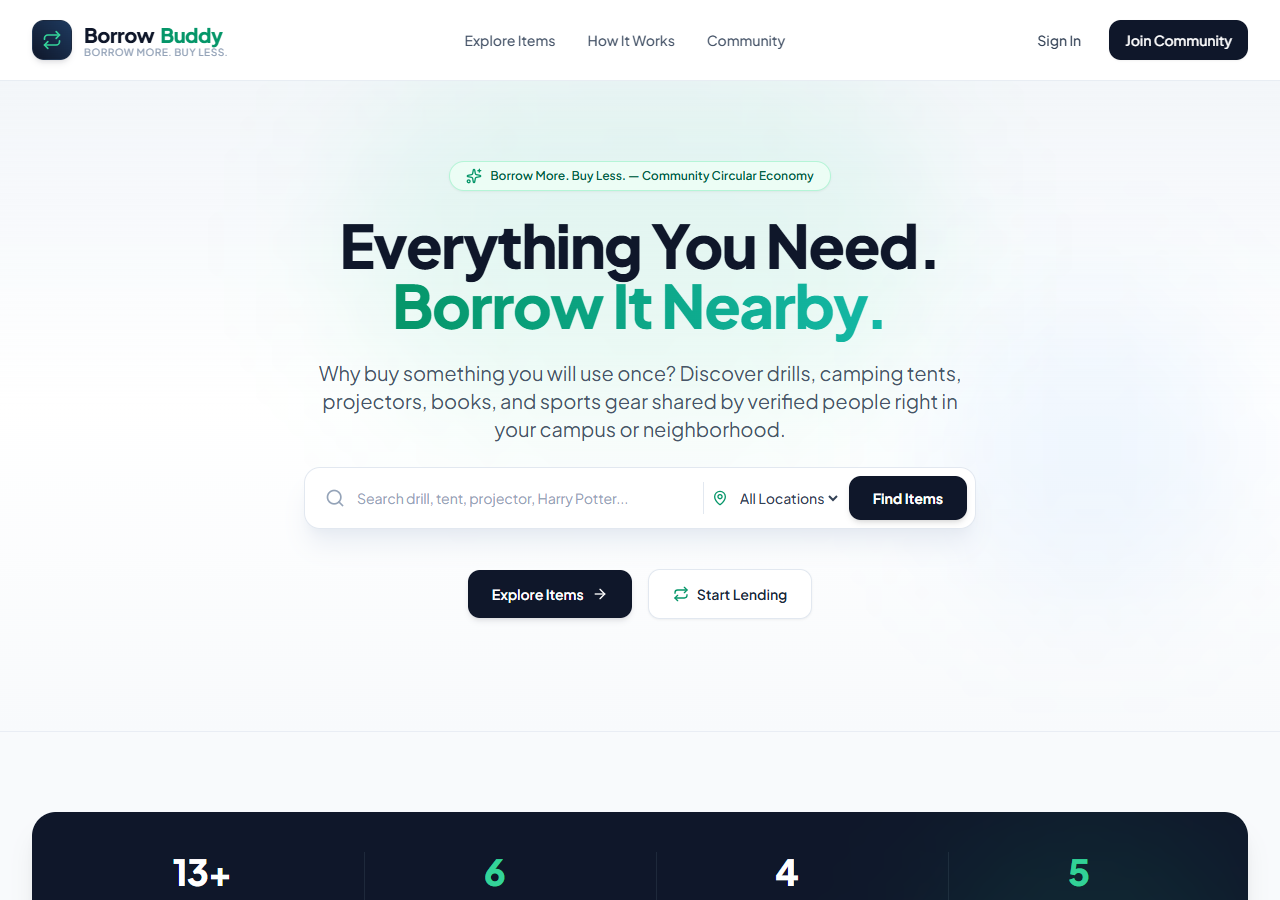 Borrow Buddy
BORROW MORE. BUY LESS.
Explore Items
How It Works
Community
Sign In
Join Community
Borrow More. Buy Less. — Community Circular Economy
Everything You Need.
Borrow It Nearby.
Why buy something you will use once? Discover drills, camping tents,
projectors, books, and sports gear shared by verified people right in
your campus or neighborhood.
Search drill, tent, projector, Harry Potter...
All Locations
Find Items
Explore Items
Start Lending
13+
6
4
5